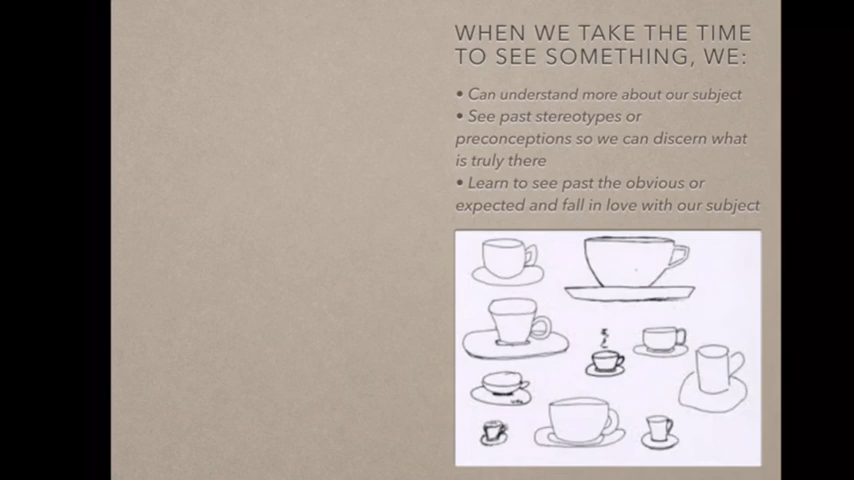 WHEN WE TAKE THE TIME
TO SEE SOMETHING, WE:
• Can understand more about our subject
• See past stereotypes or
preconceptions so we can discern what
is truly there
• Learn to see past the obvious or
expected and fall in love with our subject